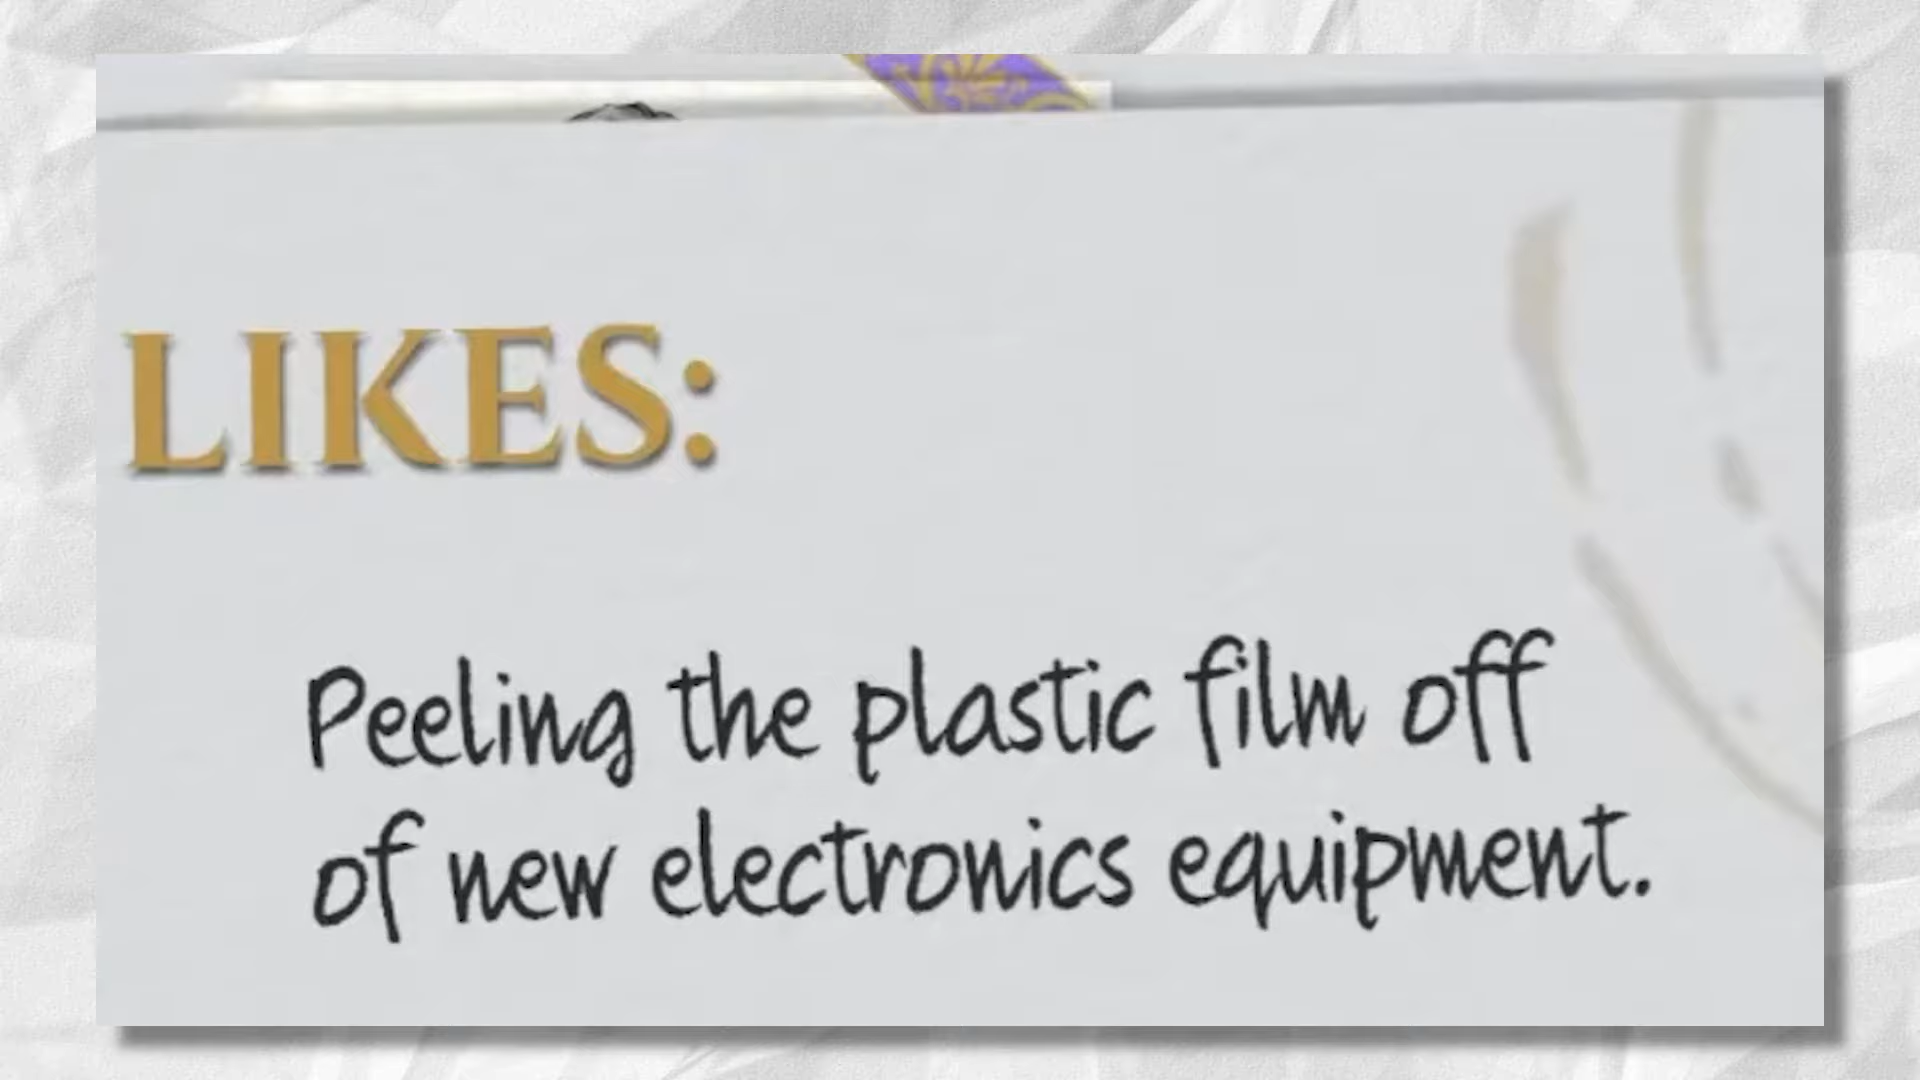 LIKES:
Peeling the plastic film off
of new electronics equipment.